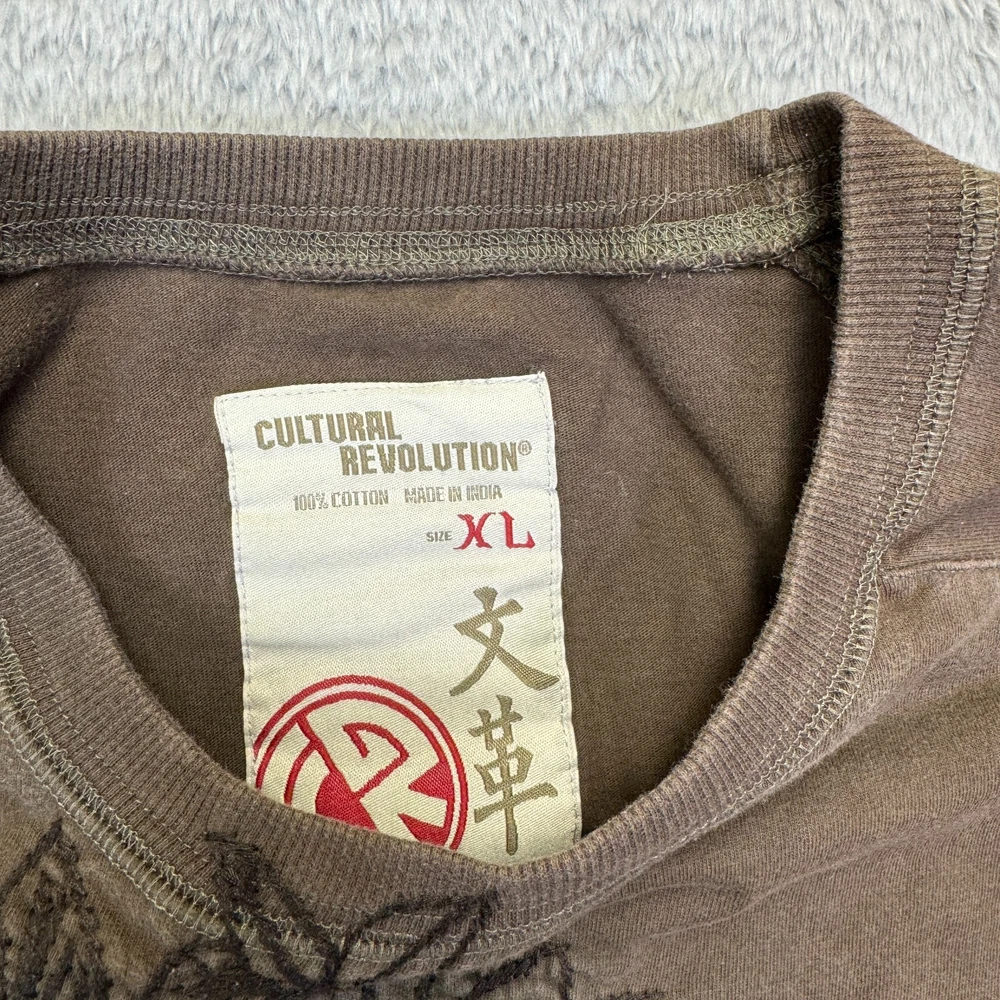 CULTURAL
REVOLUTION®
100% COTTON MADE IN INDIA
SIZE XL
文
革